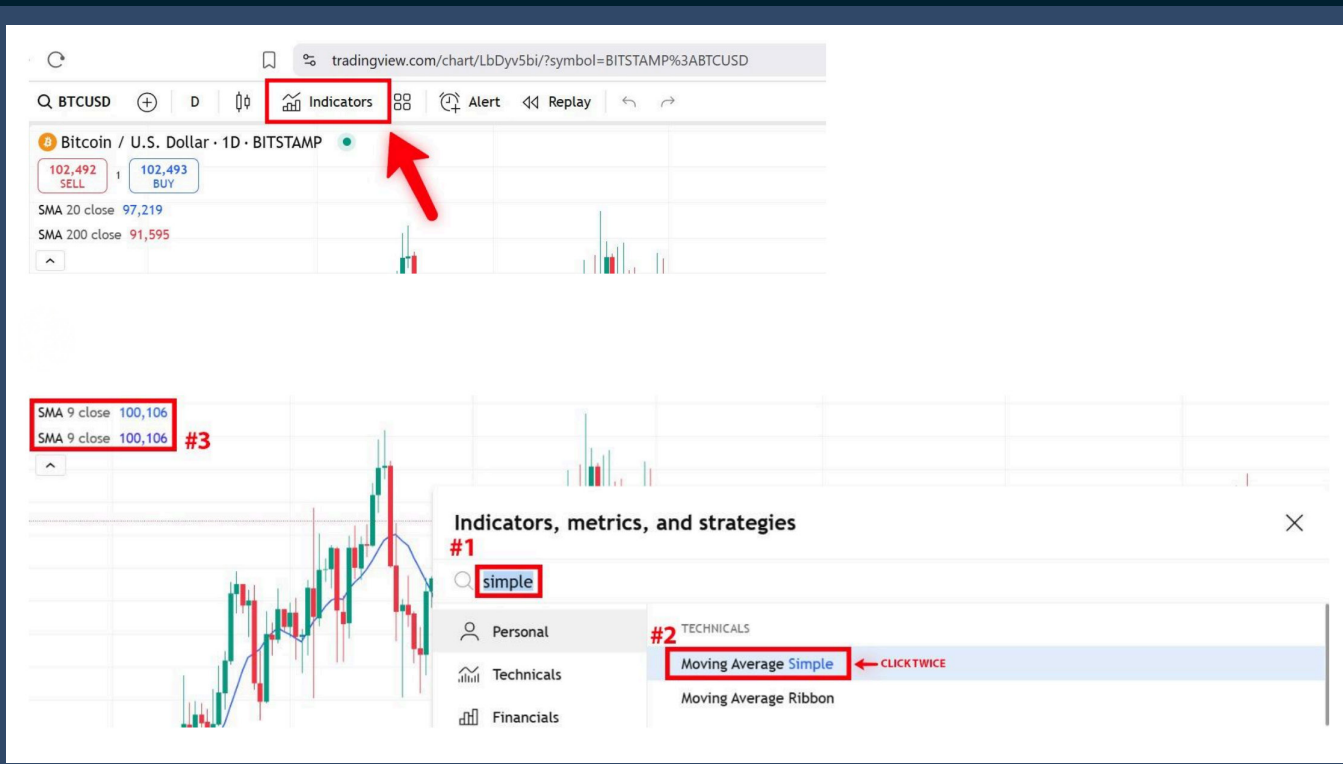 tradingview.com/chart/LbDyv5bi/?symbol=BITSTAMP%3ABTCUSD
BTCUSD D Indicators Alert Replay
Bitcoin / U.S. Dollar · 1D · BITSTAMP
102,492 1 102,493
SELL BUY
SMA 20 close 97,219
SMA 200 close 91,595
SMA 9 close 100,106
SMA 9 close 100,106 #3
Indicators, metrics, and strategies
#1
simple
Personal
Technicals
Financials
#2 TECHNICALS
Moving Average Simple CLICK TWICE
Moving Average Ribbon